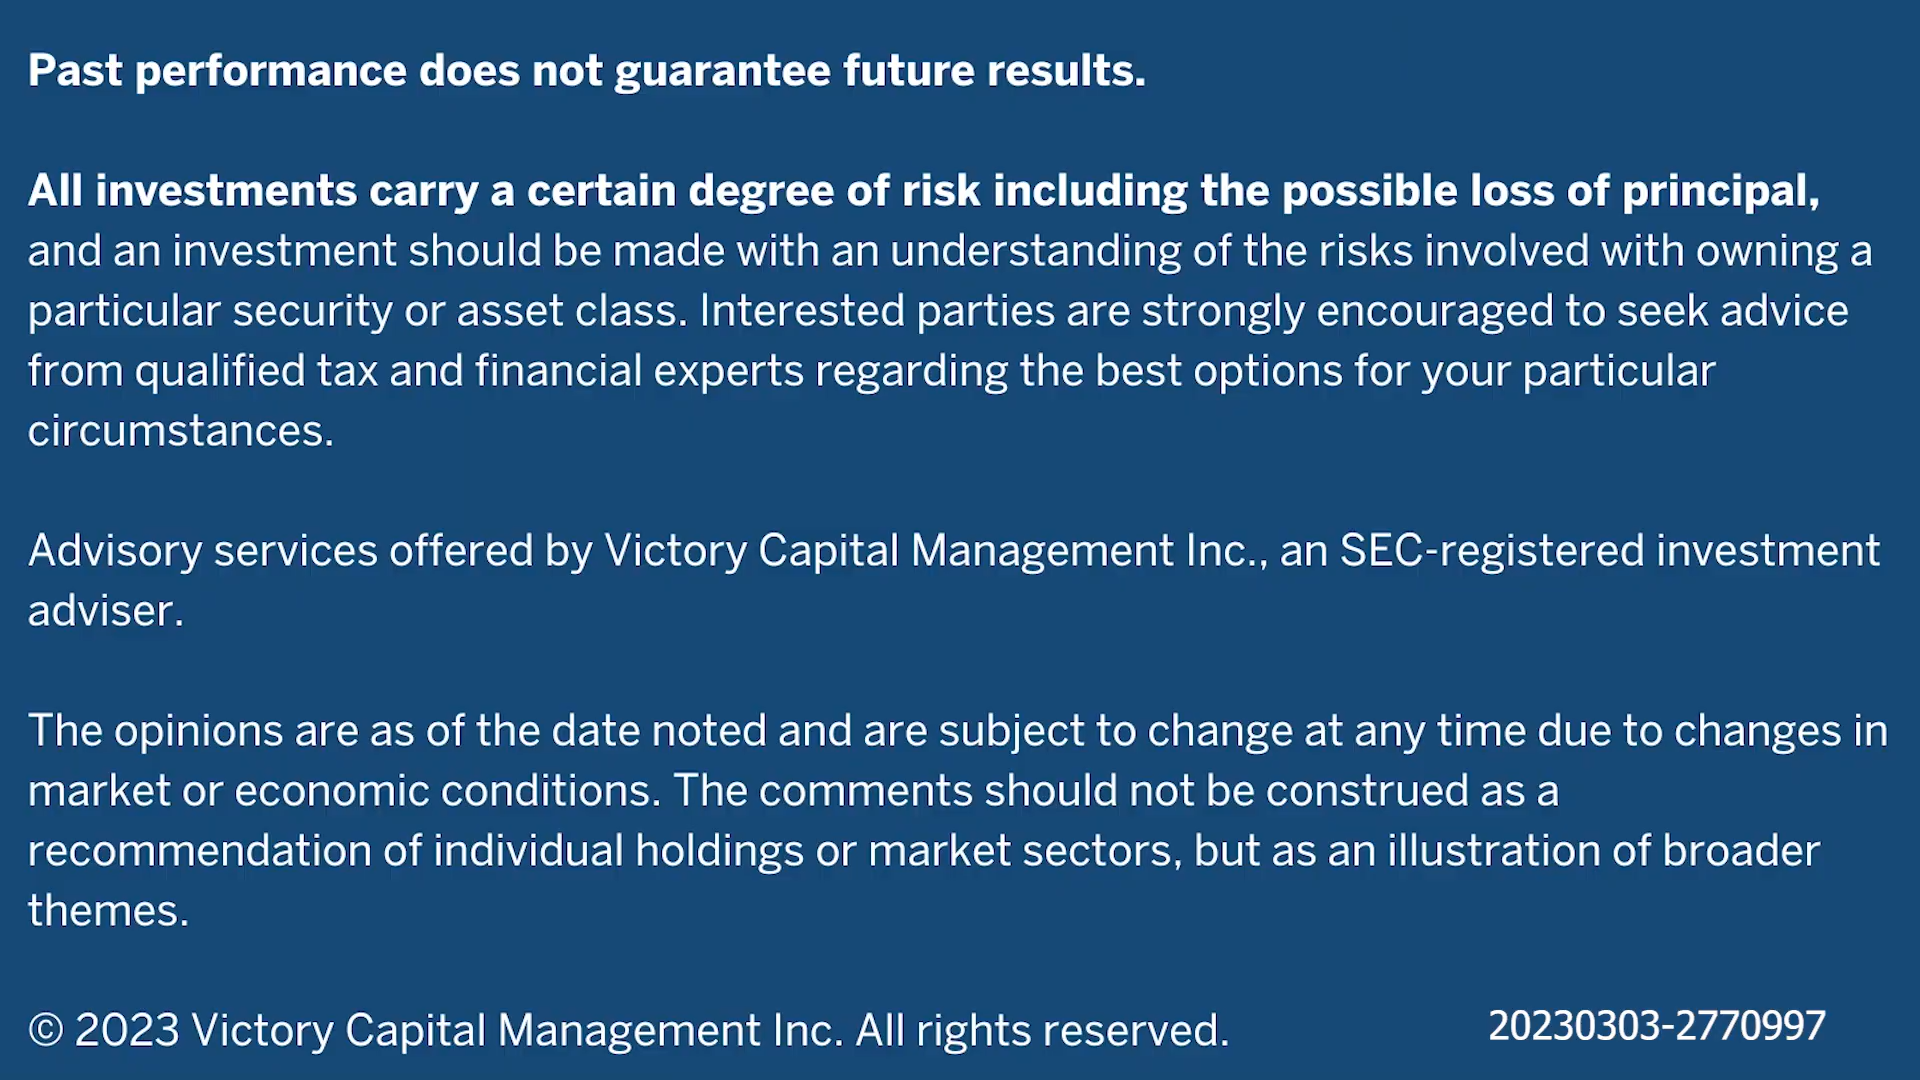 Past performance does not guarantee future results.
All investments carry a certain degree of risk including the possible loss of principal,
and an investment should be made with an understanding of the risks involved with owning a
particular security or asset class. Interested parties are strongly encouraged to seek advice
from qualified tax and financial experts regarding the best options for your particular
circumstances.
Advisory services offered by Victory Capital Management Inc., an SEC-registered investment
adviser.
The opinions are as of the date noted and are subject to change at any time due to changes in
market or economic conditions. The comments should not be construed as a
recommendation of individual holdings or market sectors, but as an illustration of broader
themes.
© 2023 Victory Capital Management Inc. All rights reserved.
20230303-2770997